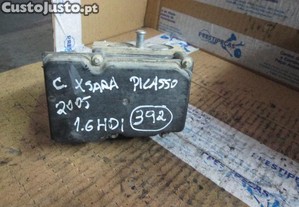 CustoJusto.pt
C. XSARA PICASSO
2005
1.6 HDi 392